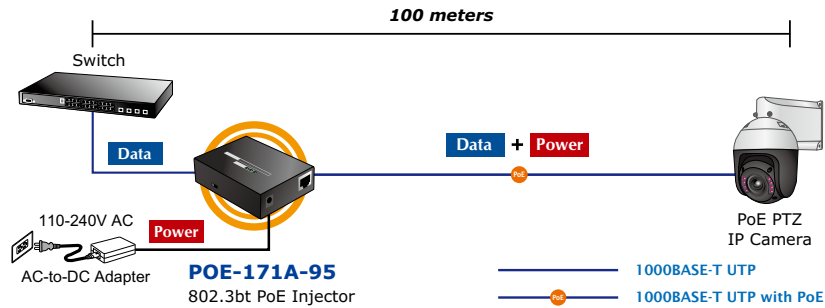 100 meters
Switch
Data
Data + Power
PoE
110-240V AC
Power
AC-to-DC Adapter
POE-171A-95
802.3bt PoE Injector
PoE PTZ
IP Camera
1000BASE-T UTP
PoE
1000BASE-T UTP with PoE